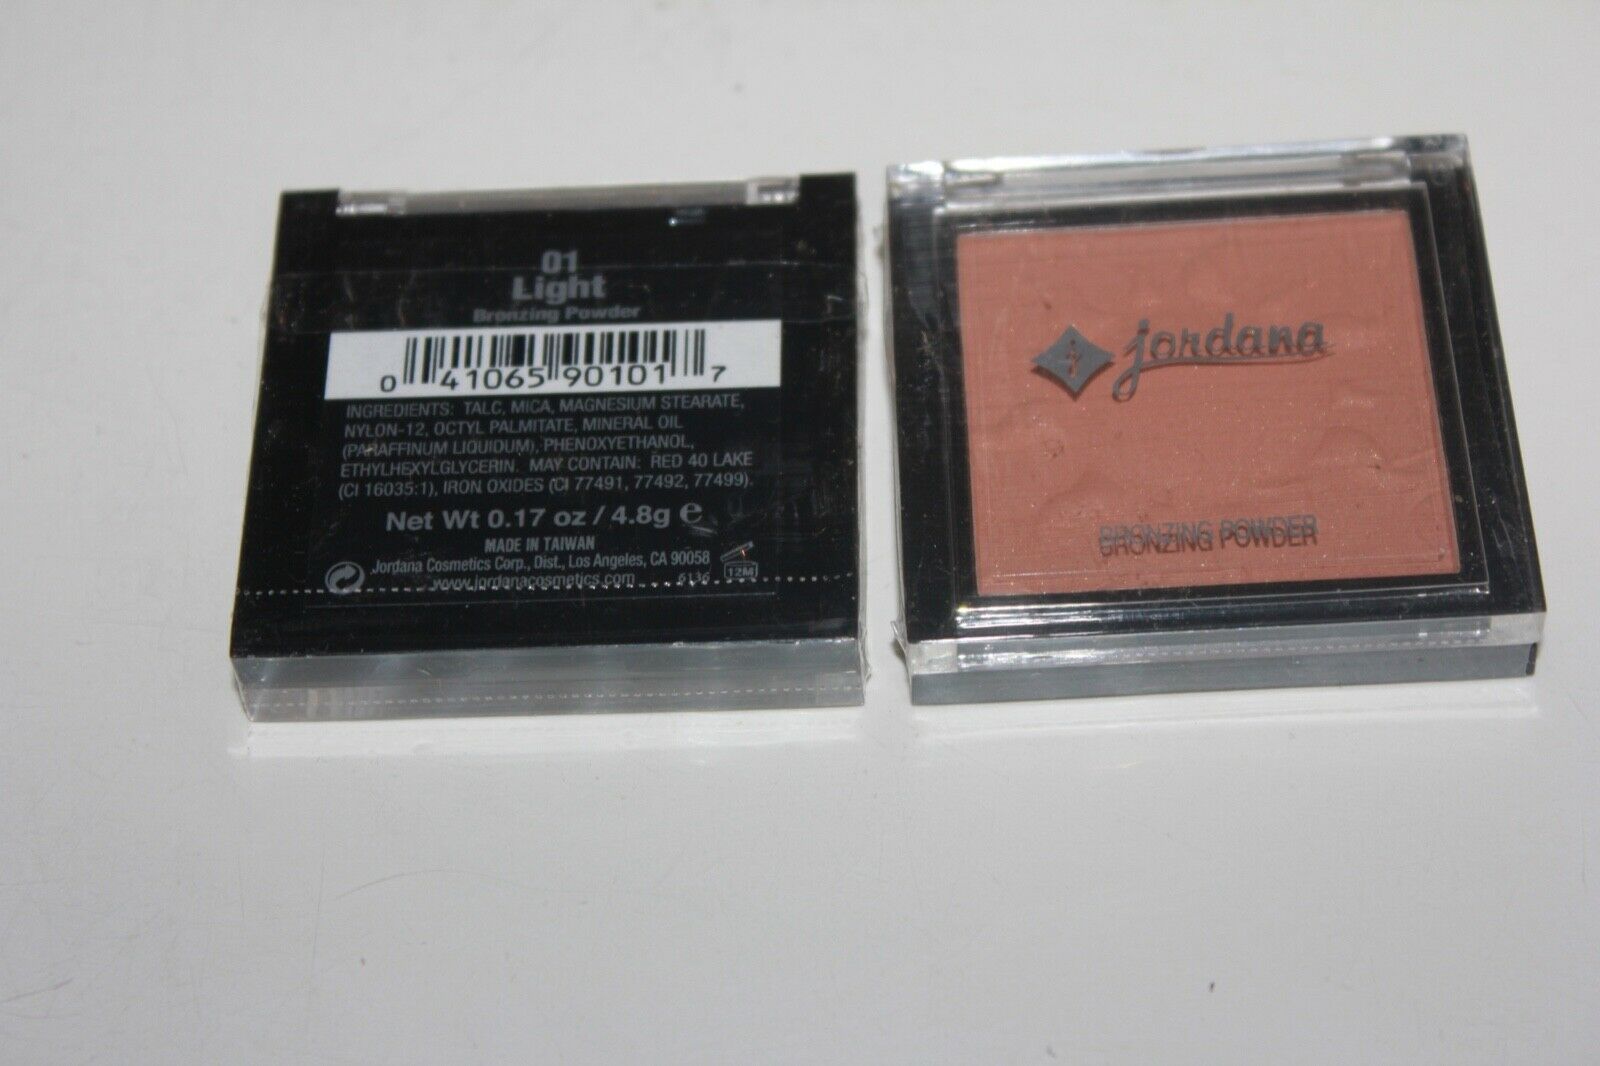 01
Light
Bronzing Powder
0 41065 90101 7
INGREDIENTS: TALC, MICA, MAGNESIUM STEARATE,
NYLON-12, OCTYL PALMITATE, MINERAL OIL
(PARAFFINUM LIQUIDUM), PHENOXYETHANOL,
ETHYLHEXYLGLYCERIN. MAY CONTAIN: RED 40 LAKE
(CI 16035:1), IRON OXIDES (CI 77491, 77492, 77499).
Net Wt 0.17 oz / 4.8g e
MADE IN TAIWAN
Jordana Cosmetics Corp., Dist., Los Angeles, CA 90058
www.jordanacosmetics.com 6136
12M
j jordana
BRONZING POWDER